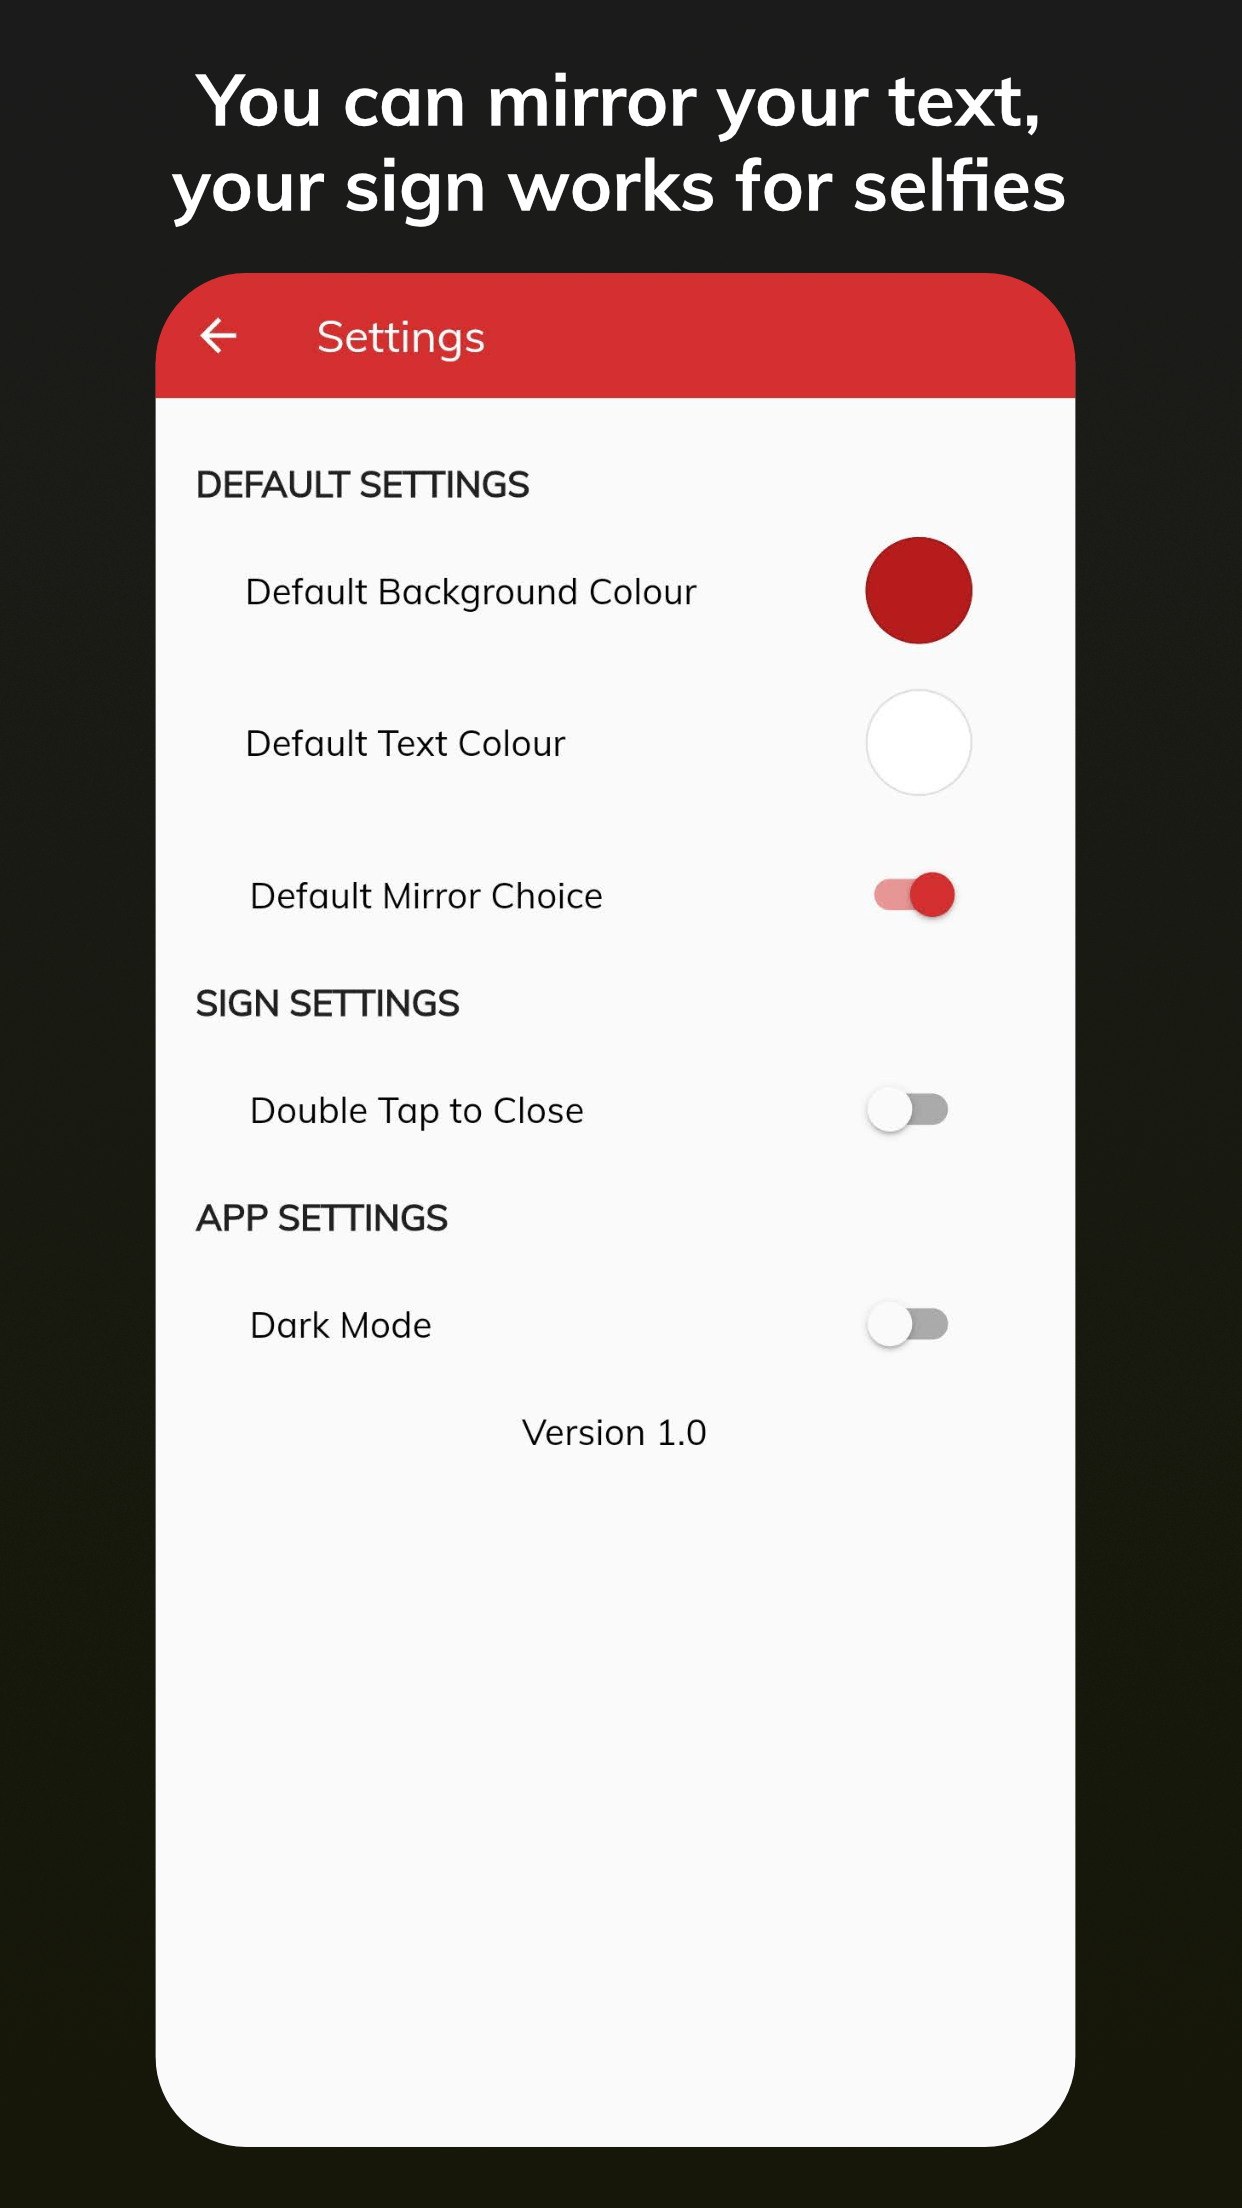 You can mirror your text,
your sign works for selfies
Settings
DEFAULT SETTINGS
Default Background Colour
Default Text Colour
Default Mirror Choice
SIGN SETTINGS
Double Tap to Close
APP SETTINGS
Dark Mode
Version 1.0